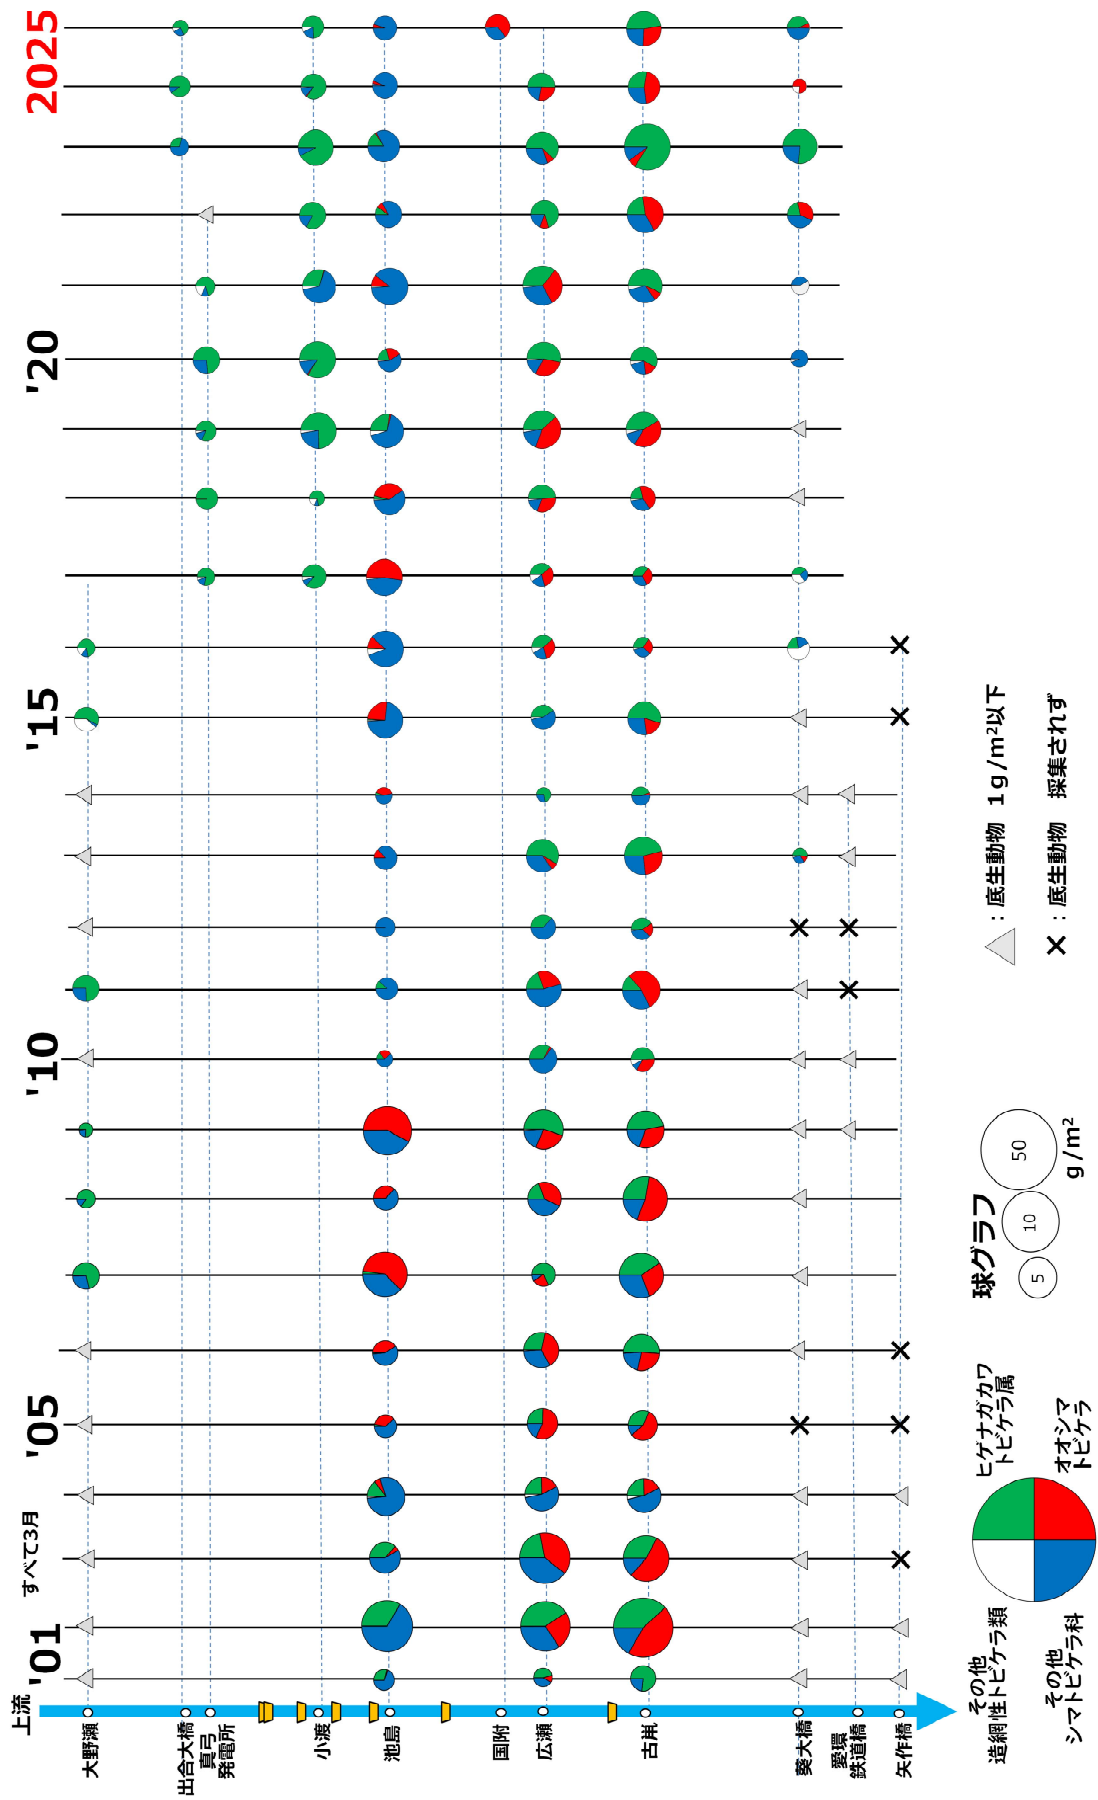 上流
'01
すべて3月
'05
'10
'15
'20
2025
大野瀬
出合大橋
真弓
発電所
小渡
池島
国附
広瀬
古鼡
葵大橋
愛環
鉄道橋
矢作橋
その他
造網性トビケラ類
ヒゲナガカワ
トビケラ属
その他
シマトビケラ科
オオシマ
トビケラ
球グラフ
5
10
50
g/m²
：底生動物 1g/m²以下
：底生動物 採集されず